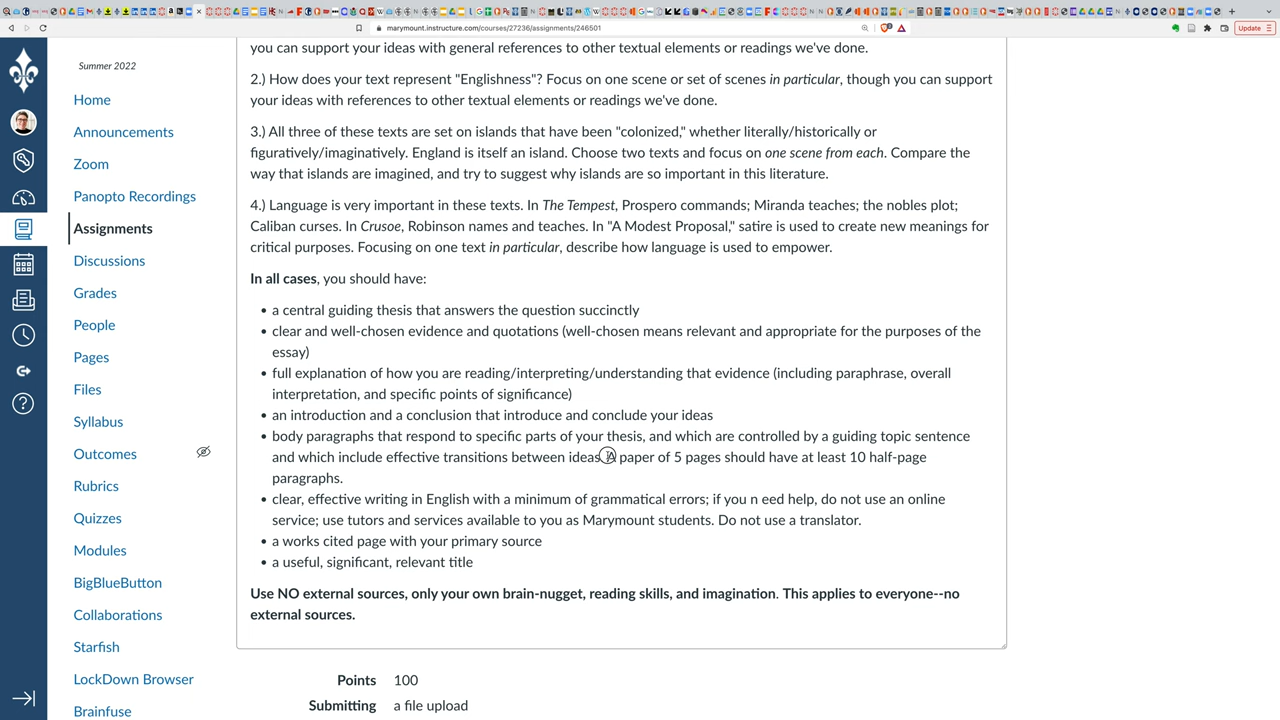 marymount.instructure.com/courses/27236/assignments/246501
Update
Summer 2022
Home
Announcements
Zoom
Panopto Recordings
Assignments
Discussions
Grades
People
Pages
Files
Syllabus
Outcomes
Rubrics
Quizzes
Modules
BigBlueButton
Collaborations
Starfish
LockDown Browser
Brainfuse
you can support your ideas with general references to other textual elements or readings we've done.
2.) How does your text represent "Englishness"? Focus on one scene or set of scenes in particular, though you can support
your ideas with references to other textual elements or readings we've done.
3.) All three of these texts are set on islands that have been "colonized," whether literally/historically or
figuratively/imaginatively. England is itself an island. Choose two texts and focus on one scene from each. Compare the
way that islands are imagined, and try to suggest why islands are so important in this literature.
4.) Language is very important in these texts. In The Tempest, Prospero commands; Miranda teaches; the nobles plot;
Caliban curses. In Crusoe, Robinson names and teaches. In "A Modest Proposal," satire is used to create new meanings for
critical purposes. Focusing on one text in particular, describe how language is used to empower.
In all cases, you should have:
• a central guiding thesis that answers the question succinctly
• clear and well-chosen evidence and quotations (well-chosen means relevant and appropriate for the purposes of the
essay)
• full explanation of how you are reading/interpreting/understanding that evidence (including paraphrase, overall
interpretation, and specific points of significance)
• an introduction and a conclusion that introduce and conclude your ideas
• body paragraphs that respond to specific parts of your thesis, and which are controlled by a guiding topic sentence
and which include effective transitions between ideas. A paper of 5 pages should have at least 10 half-page
paragraphs.
• clear, effective writing in English with a minimum of grammatical errors; if you n eed help, do not use an online
service; use tutors and services available to you as Marymount students. Do not use a translator.
• a works cited page with your primary source
• a useful, significant, relevant title
Use NO external sources, only your own brain-nugget, reading skills, and imagination. This applies to everyone--no
external sources.
Points 100
Submitting a file upload